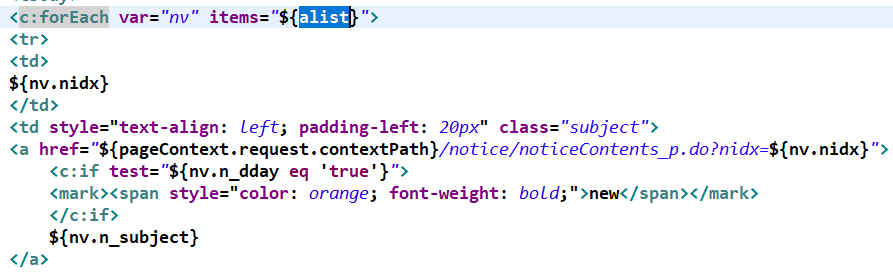 <c:forEach var="nv" items="${alist}">
<tr>
<td>
${nv.nidx}
</td>
<td style="text-align: left; padding-left: 20px" class="subject">
<a href="${pageContext.request.contextPath}/notice/noticeContents_p.do?nidx=${nv.nidx}">
<c:if test="${nv.n_dday eq 'true'}">
<mark><span style="color: orange; font-weight: bold;">new</span></mark>
</c:if>
${nv.n_subject}
</a>